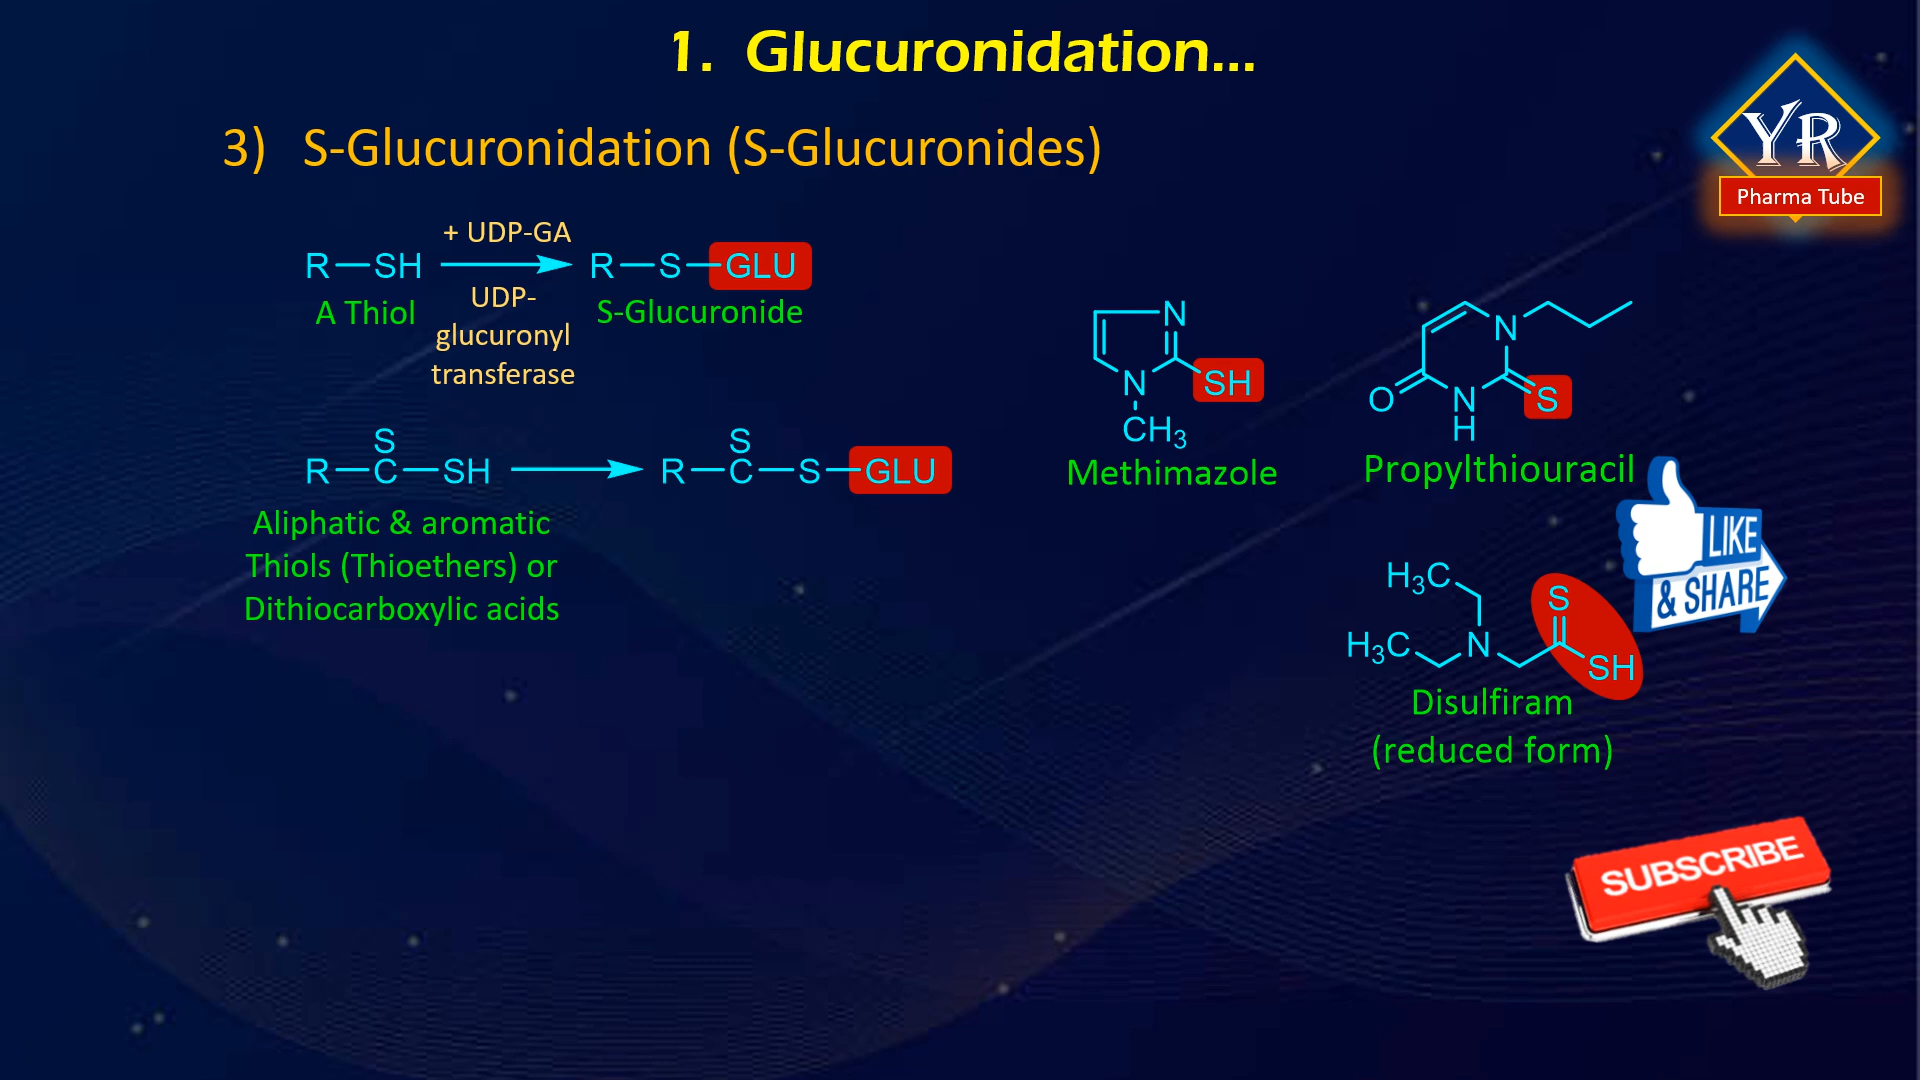 1. Glucuronidation...
YR
Pharma Tube
3) S-Glucuronidation (S-Glucuronides)
+ UDP-GA
R—SH
R—S—GLU
A Thiol
UDP-
glucuronyl
transferase
S-Glucuronide
S
R—C—SH
S
R—C—S—GLU
Aliphatic & aromatic
Thiols (Thioethers) or
Dithiocarboxylic acids
N
N
SH
CH3
Methimazole
N
O
N
H
S
Propylthiouracil
LIKE
& SHARE
H3C
S
H3C
N
SH
Disulfiram
(reduced form)
SUBSCRIBE